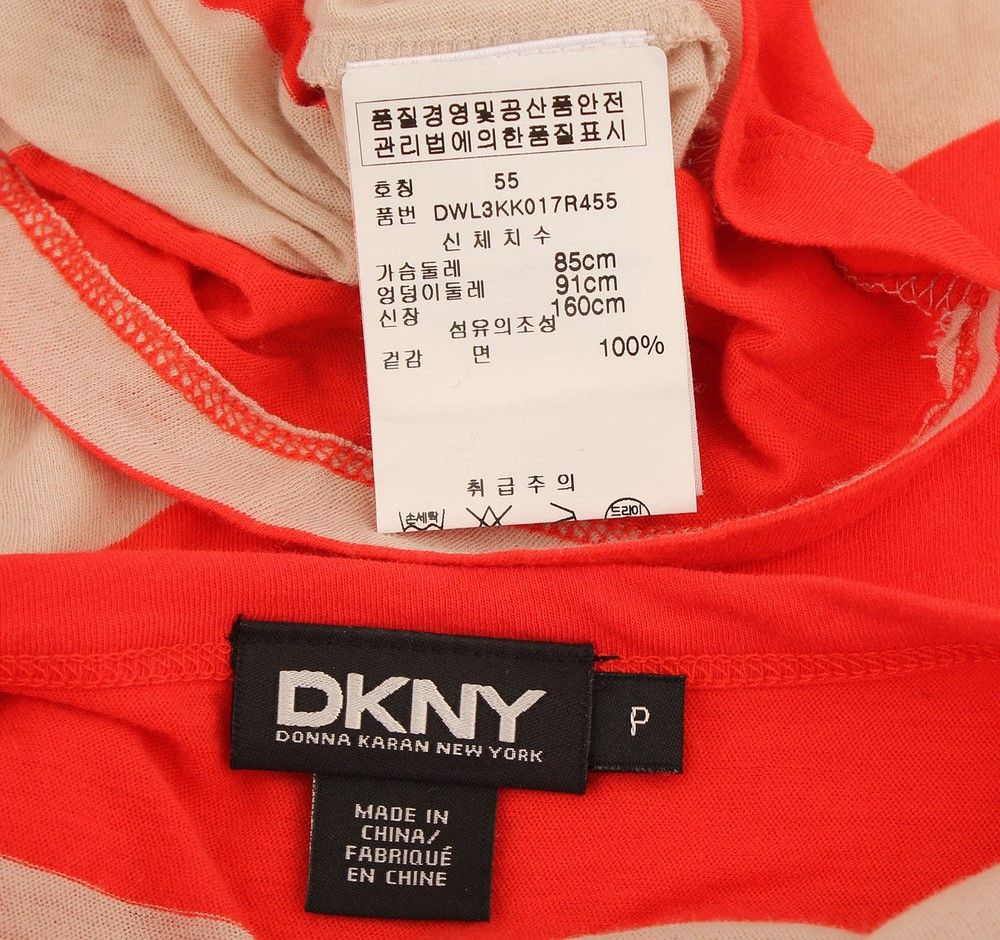 품질경영및공산품안전
관리법에의한품질표시
호칭 55
품번 DWL3KK017R455
신체치수
가슴둘레 85cm
엉덩이둘레 91cm
신장 160cm
섬유의조성
겉감 면 100%
취급주의
손세탁 드라이
DKNY
DONNA KARAN NEW YORK
P
MADE IN
CHINA/
FABRIQUÉ
EN CHINE